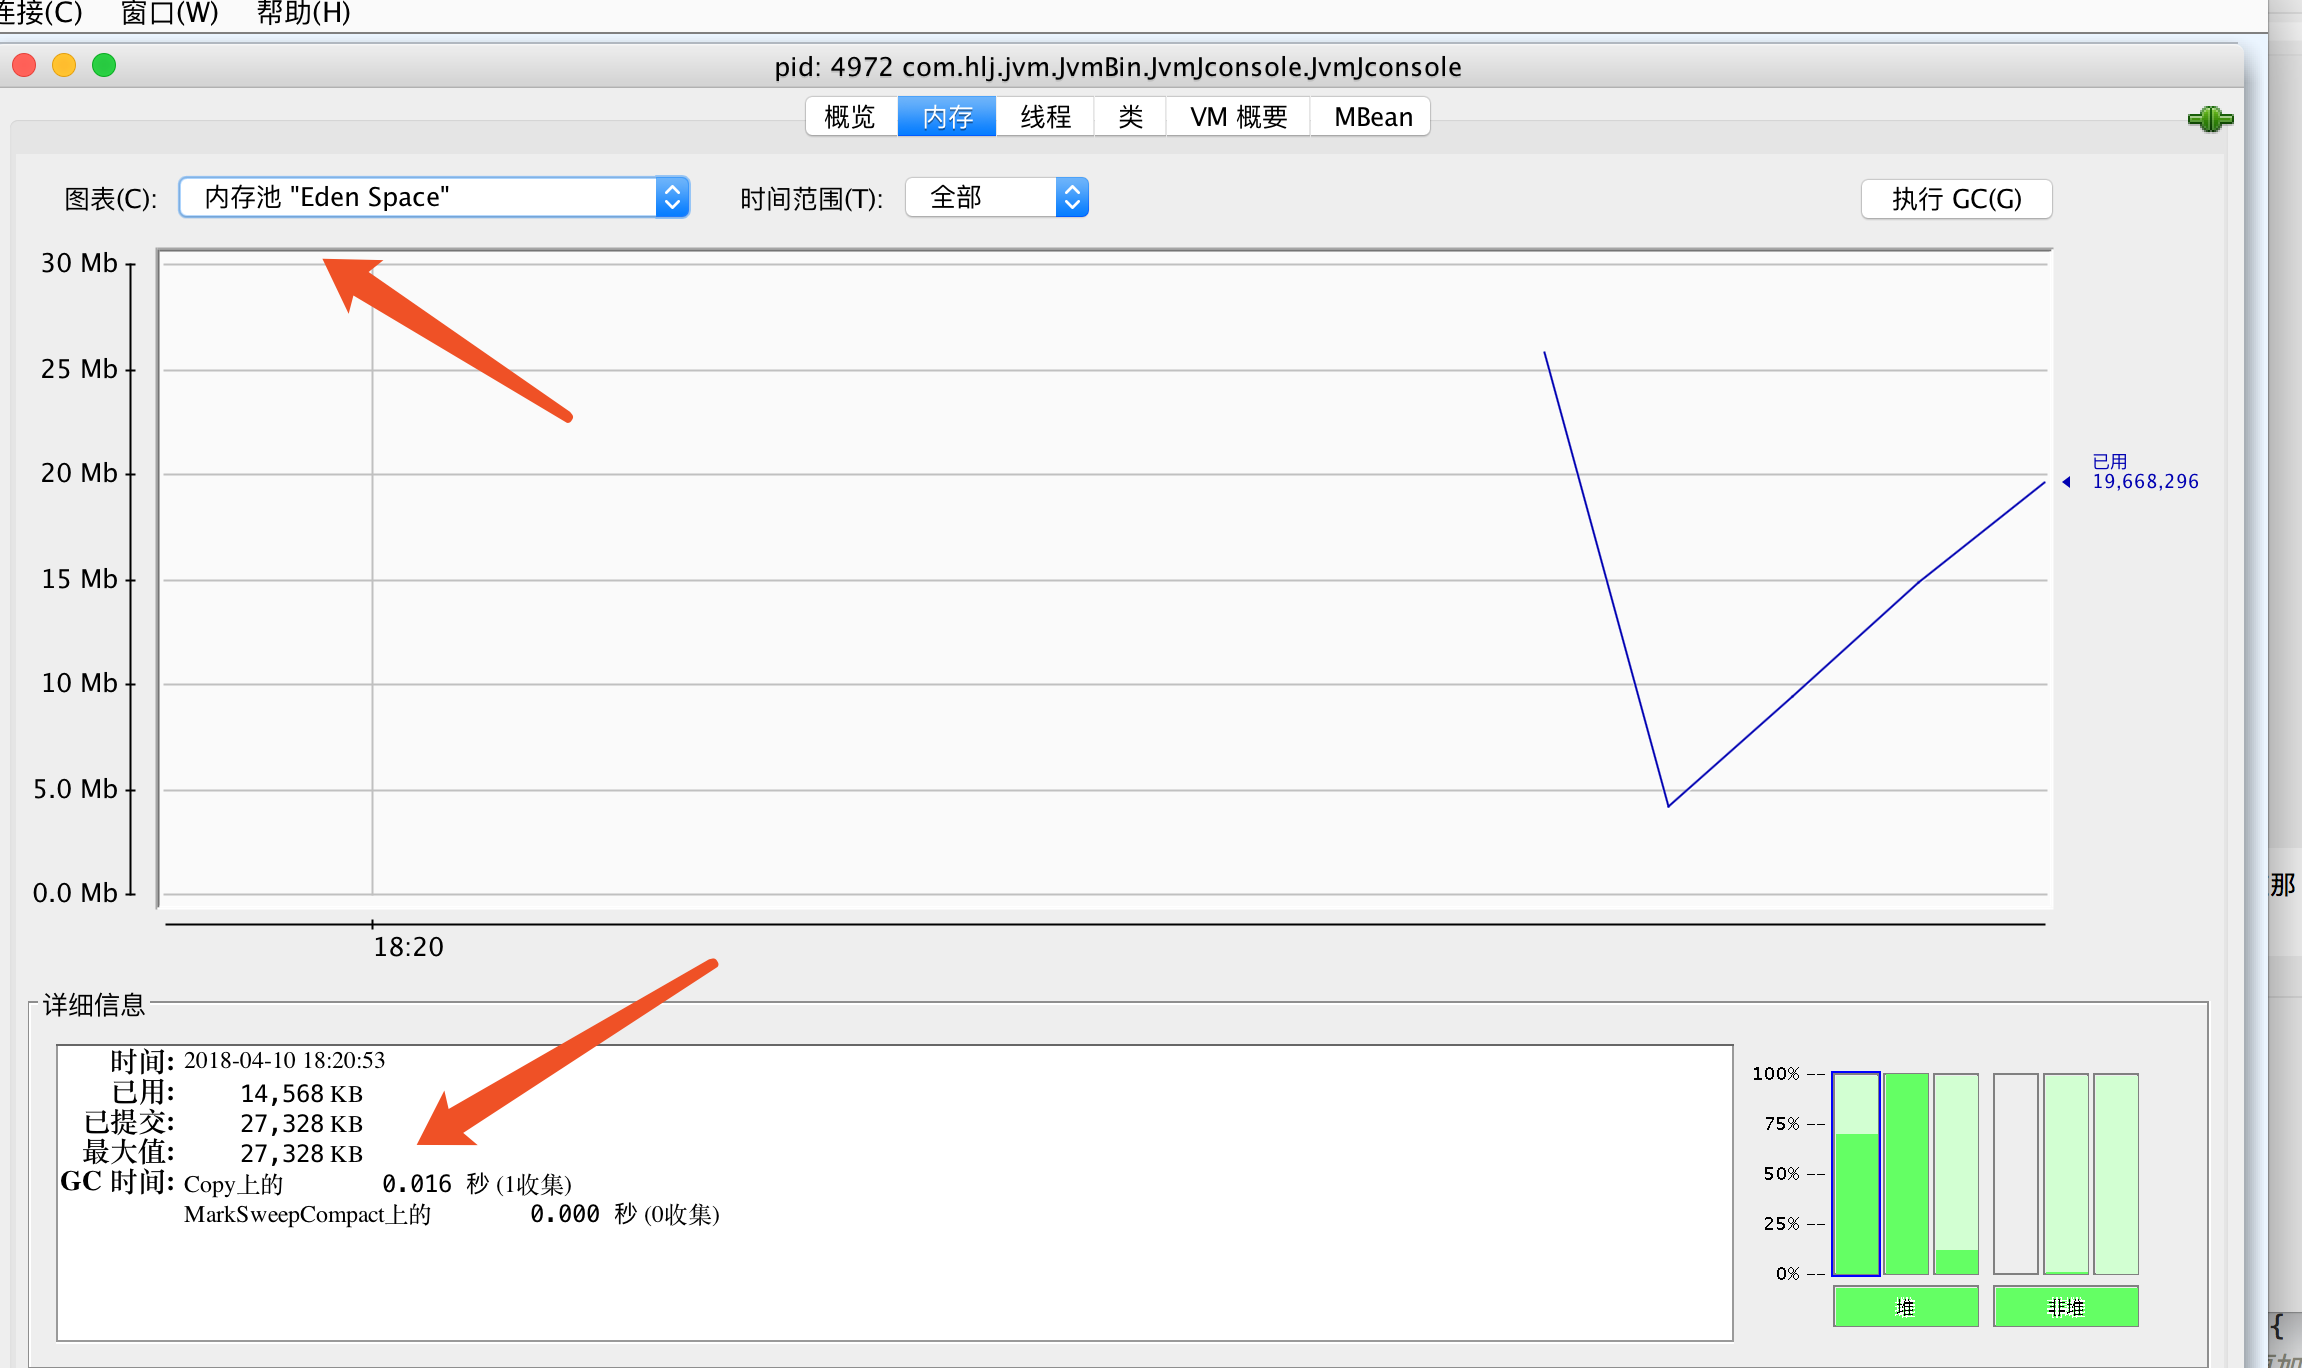 连接(C) 窗口(W) 帮助(H)
pid: 4972 com.hlj.jvm.JvmBin.JvmJconsole.JvmJconsole
概览 内存 线程 类 VM 概要 MBean
图表(C): 内存池 "Eden Space" 时间范围(T): 全部 执行 GC(G)
30 Mb
25 Mb
20 Mb
15 Mb
10 Mb
5.0 Mb
0.0 Mb
已用
19,668,296
那
18:20
详细信息
时间: 2018-04-10 18:20:53
已用: 14,568 KB
已提交: 27,328 KB
最大值: 27,328 KB
GC 时间: Copy上的 0.016 秒 (1收集)
MarkSweepCompact上的 0.000 秒 (0收集)
100% --
75% --
50% --
25% --
0% --
堆 非堆
{